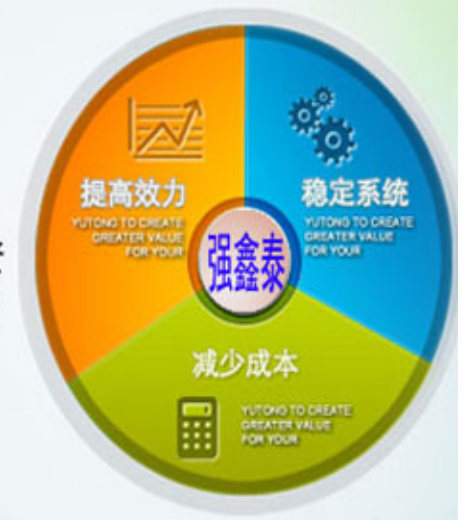 提高效力
YUTONG TO CREATE
GREATER VALUE
FOR YOUR
稳定系统
YUTONG TO CREATE
GREATER VALUE
FOR YOUR
强鑫泰
减少成本
YUTONG TO CREATE
GREATER VALUE
FOR YOUR